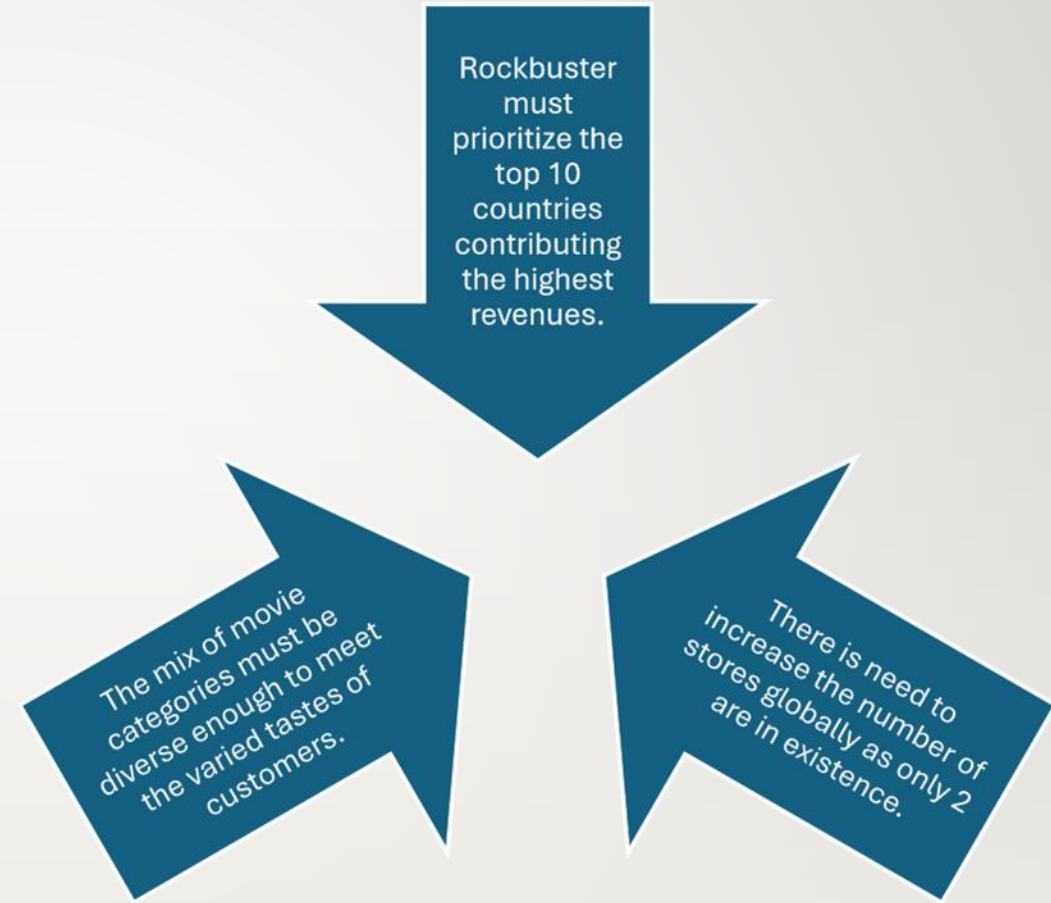 Rockbuster
must
prioritize the
top 10
countries
contributing
the highest
revenues.
The mix of movie
categories must be
diverse enough to meet
the varied tastes of
customers.
There is need to
increase the number of
stores globally as only 2
are in existence.